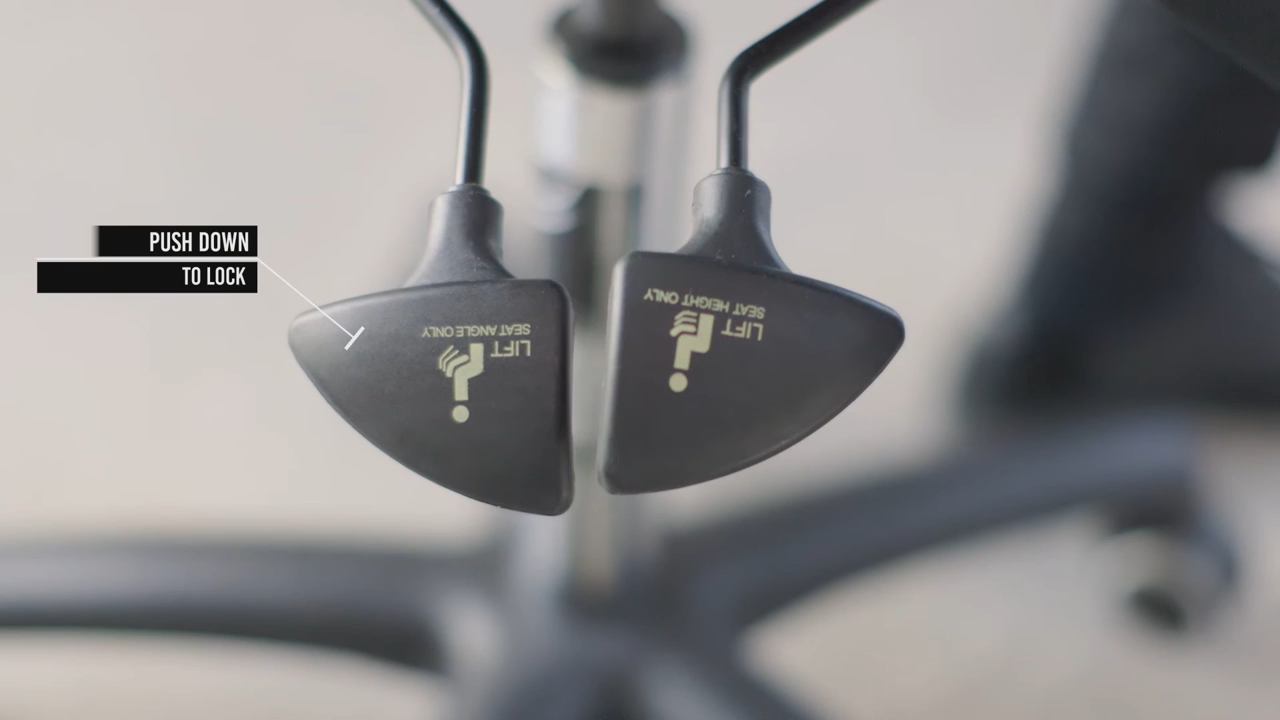 PUSH DOWN
TO LOCK
LIFT
SEAT ANGLE ONLY
LIFT
SEAT HEIGHT ONLY